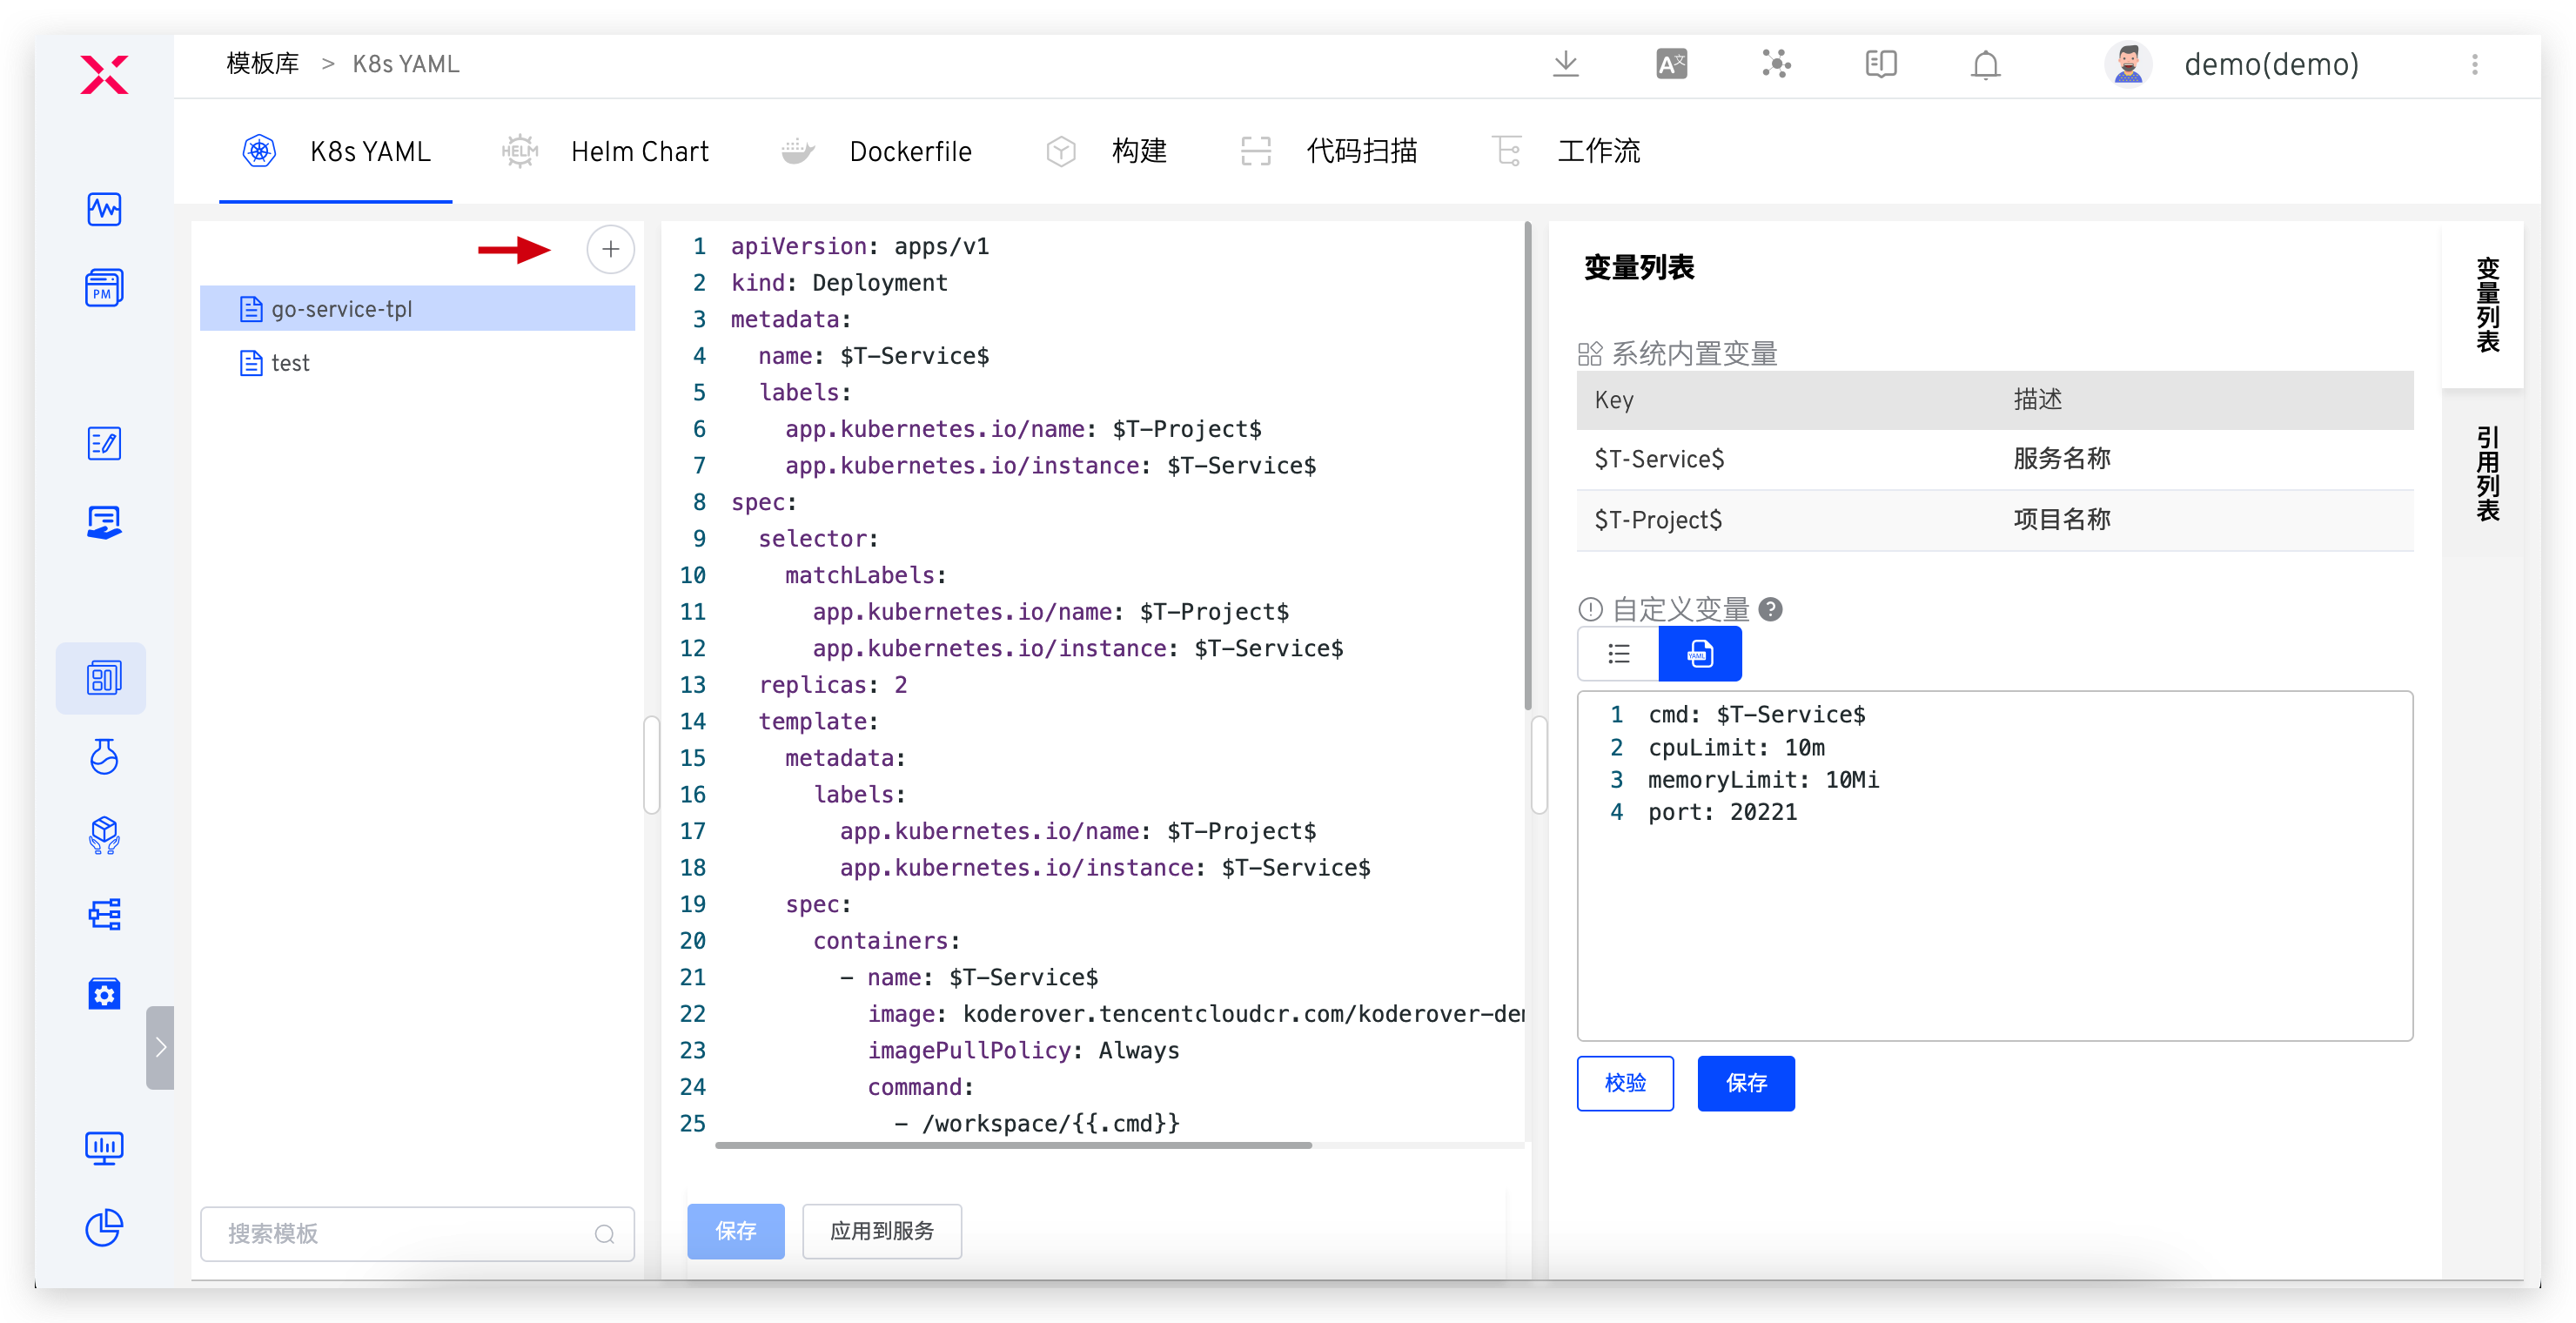 模板库 > K8s YAML
demo(demo)
K8s YAML
HELM
Helm Chart
Dockerfile
构建
代码扫描
工作流
PM
go-service-tpl
test
搜索模板
1 apiVersion: apps/v1
2 kind: Deployment
3 metadata:
4   name: $T-Service$
5   labels:
6     app.kubernetes.io/name: $T-Project$
7     app.kubernetes.io/instance: $T-Service$
8 spec:
9   selector:
10     matchLabels:
11       app.kubernetes.io/name: $T-Project$
12       app.kubernetes.io/instance: $T-Service$
13   replicas: 2
14   template:
15     metadata:
16       labels:
17         app.kubernetes.io/name: $T-Project$
18         app.kubernetes.io/instance: $T-Service$
19     spec:
20       containers:
21         - name: $T-Service$
22           image: koderover.tencentcloudcr.com/koderover-den
23           imagePullPolicy: Always
24           command:
25             - /workspace/{{.cmd}}
保存
应用到服务
变量列表
系统内置变量
Key 描述
$T-Service$ 服务名称
$T-Project$ 项目名称
自定义变量
YAML
1 cmd: $T-Service$
2 cpuLimit: 10m
3 memoryLimit: 10Mi
4 port: 20221
校验
保存
变量列表
引用列表